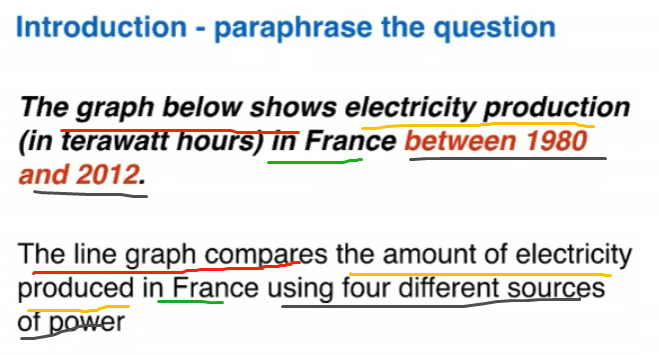 Introduction - paraphrase the question
The graph below shows electricity production
(in terawatt hours) in France between 1980
and 2012.
The line graph compares the amount of electricity
produced in France using four different sources
of power